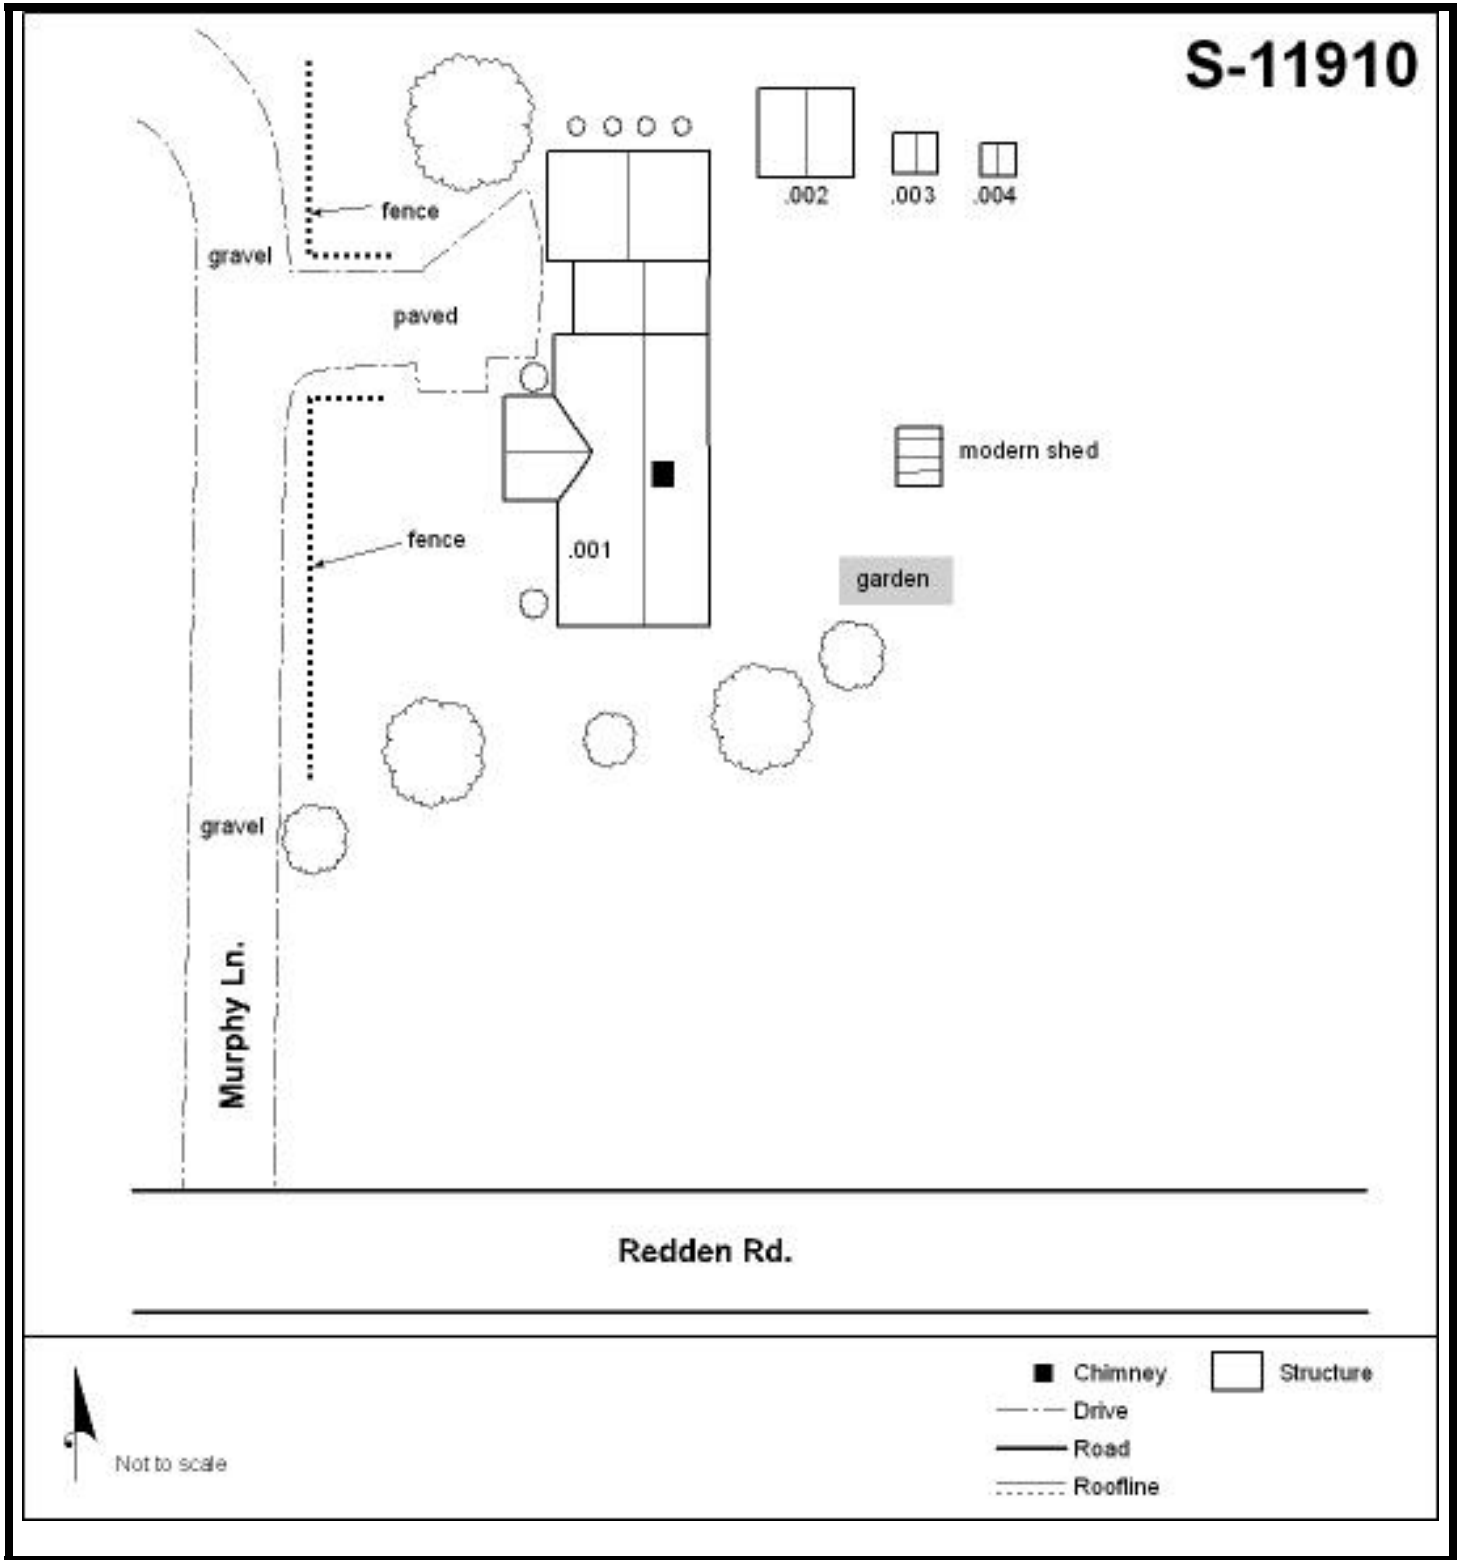 S-11910
.002
.003
.004
fence
gravel
paved
modern shed
fence
.001
garden
gravel
Murphy Ln.
Redden Rd.
Chimney
Structure
Drive
Road
Roofline
Not to scale